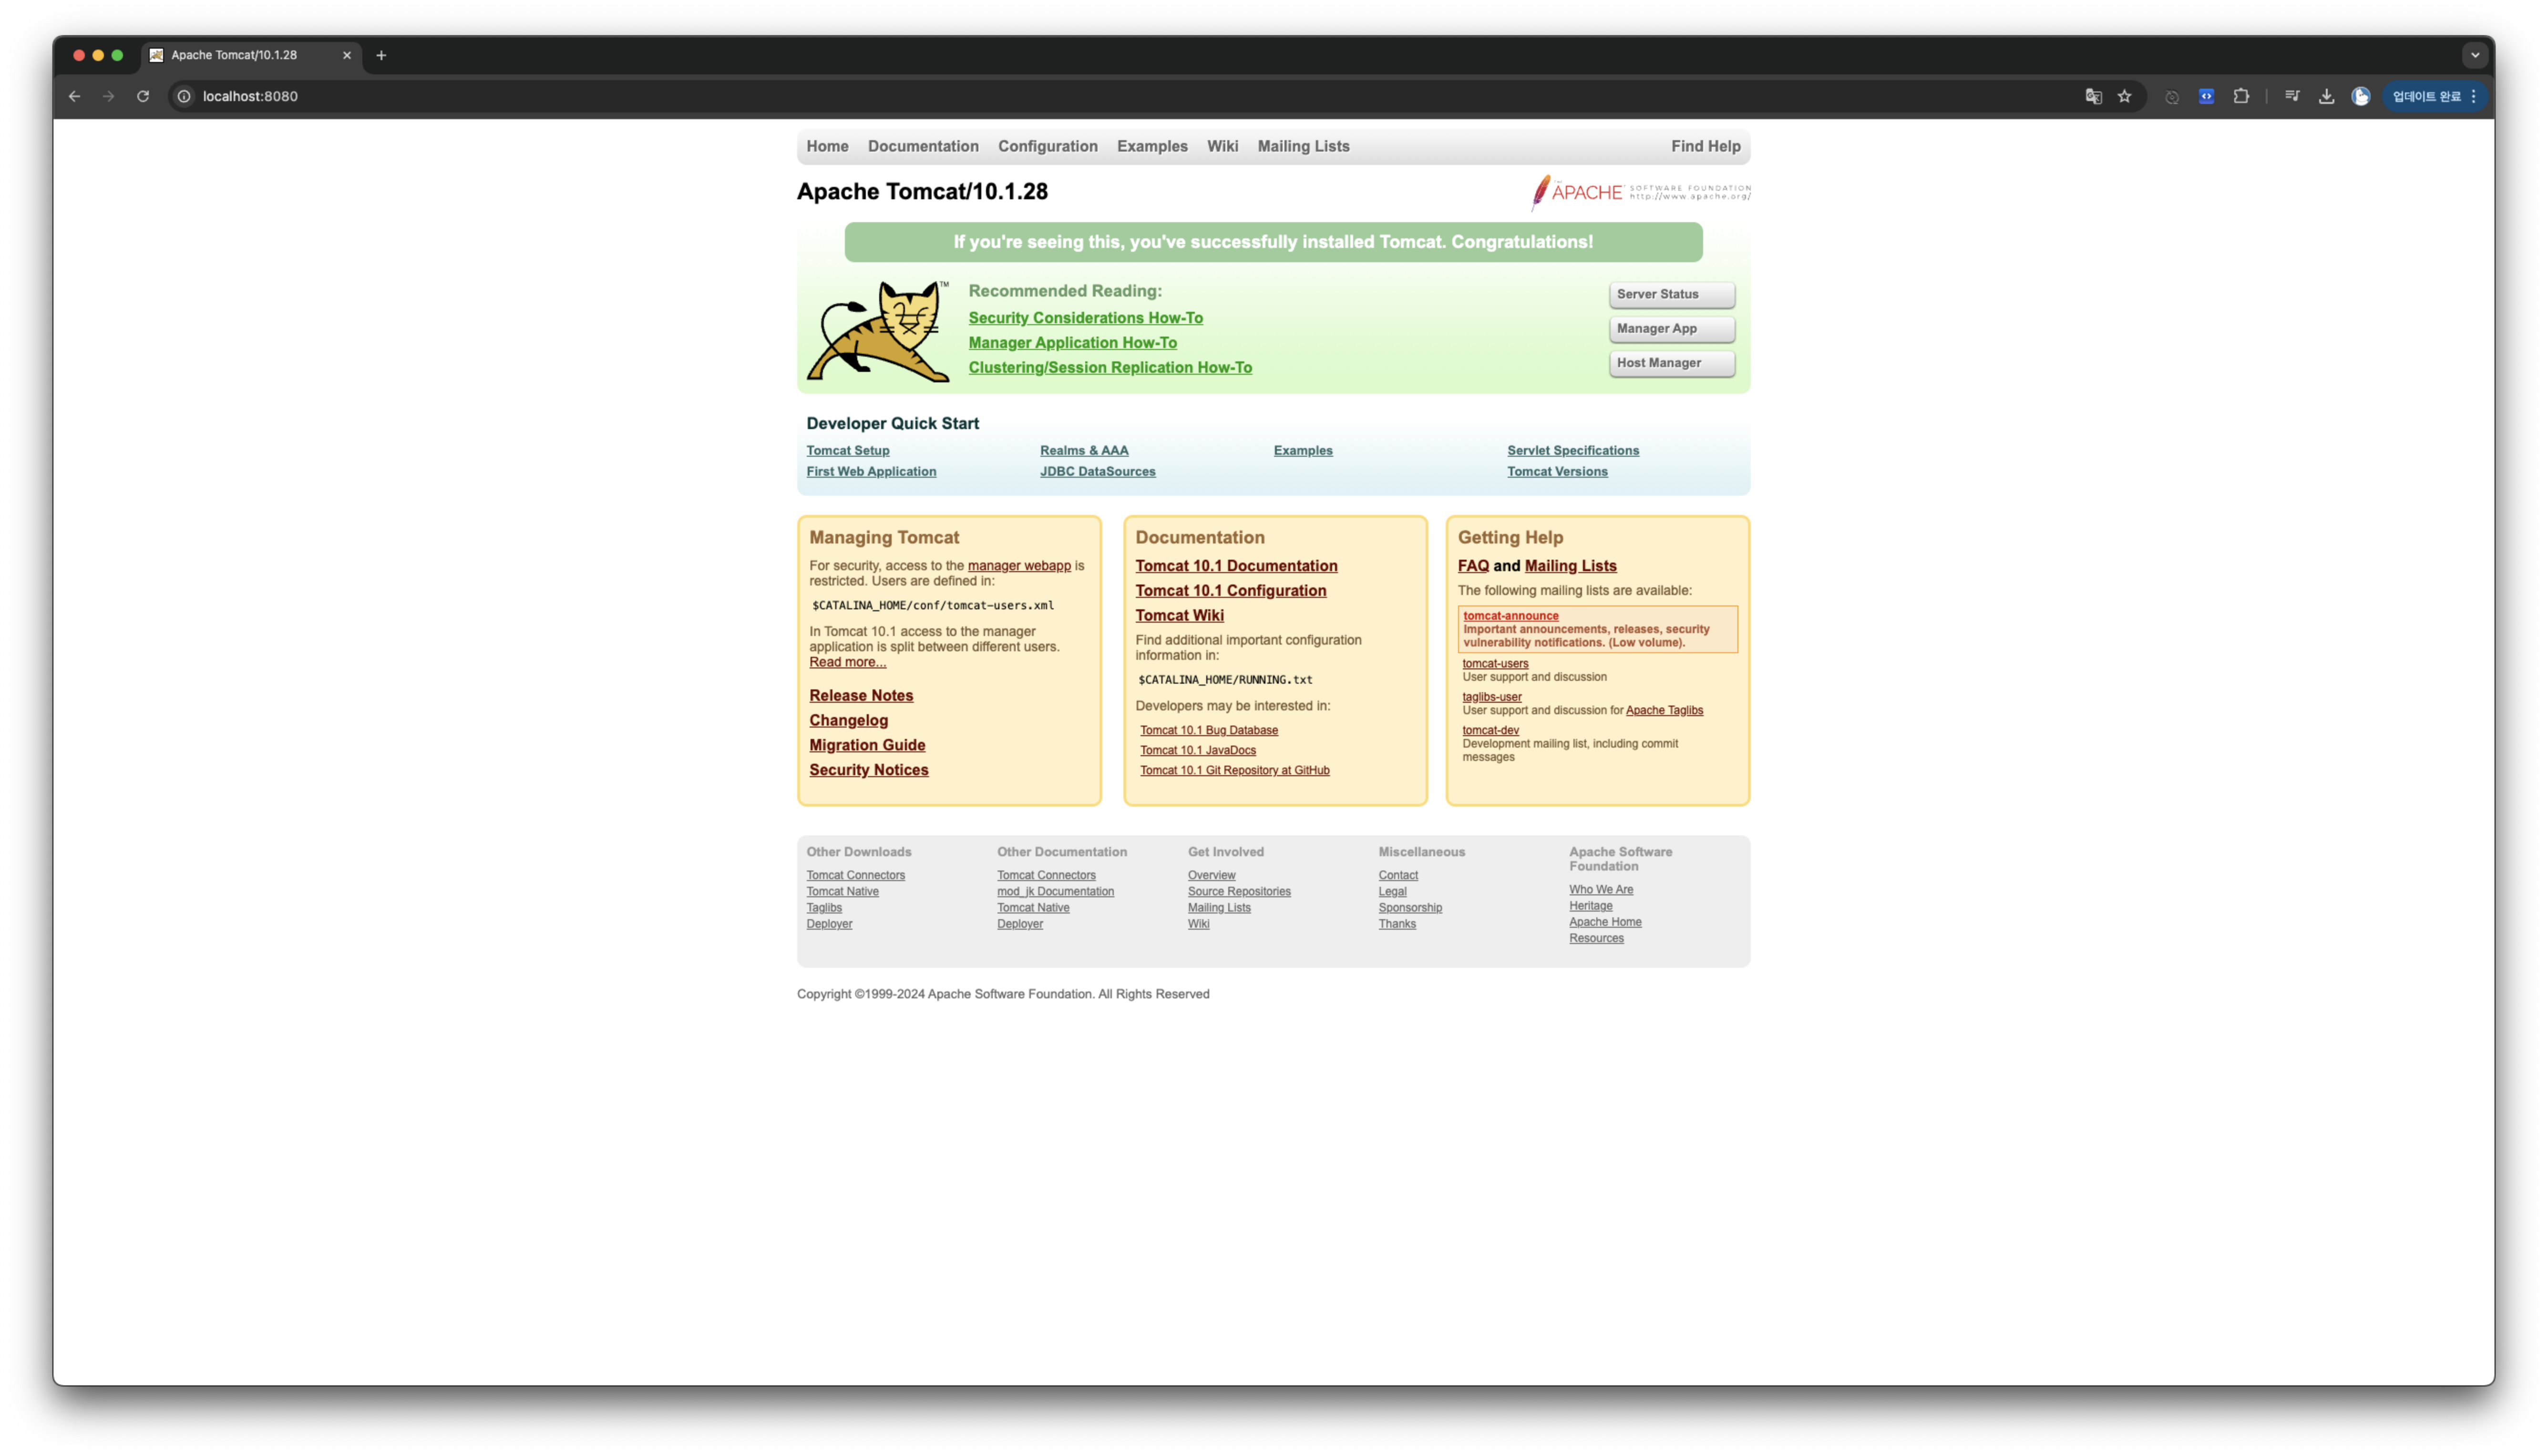 Apache Tomcat/10.1.28
localhost:8080
업데이트 완료
Home Documentation Configuration Examples Wiki Mailing Lists Find Help
Apache Tomcat/10.1.28
APACHE SOFTWARE FOUNDATION
http://www.apache.org/
If you're seeing this, you've successfully installed Tomcat. Congratulations!
TM
Recommended Reading:
Security Considerations How-To
Manager Application How-To
Clustering/Session Replication How-To
Server Status
Manager App
Host Manager
Developer Quick Start
Tomcat Setup
First Web Application
Realms & AAA
JDBC DataSources
Examples
Servlet Specifications
Tomcat Versions
Managing Tomcat
For security, access to the manager webapp is
restricted. Users are defined in:
$CATALINA_HOME/conf/tomcat-users.xml
In Tomcat 10.1 access to the manager
application is split between different users.
Read more...
Release Notes
Changelog
Migration Guide
Security Notices
Documentation
Tomcat 10.1 Documentation
Tomcat 10.1 Configuration
Tomcat Wiki
Find additional important configuration
information in:
$CATALINA_HOME/RUNNING.txt
Developers may be interested in:
Tomcat 10.1 Bug Database
Tomcat 10.1 JavaDocs
Tomcat 10.1 Git Repository at GitHub
Getting Help
FAQ and Mailing Lists
The following mailing lists are available:
tomcat-announce
Important announcements, releases, security
vulnerability notifications. (Low volume).
tomcat-users
User support and discussion
taglibs-user
User support and discussion for Apache Taglibs
tomcat-dev
Development mailing list, including commit
messages
Other Downloads
Tomcat Connectors
Tomcat Native
Taglibs
Deployer
Other Documentation
Tomcat Connectors
mod_jk Documentation
Tomcat Native
Deployer
Get Involved
Overview
Source Repositories
Mailing Lists
Wiki
Miscellaneous
Contact
Legal
Sponsorship
Thanks
Apache Software
Foundation
Who We Are
Heritage
Apache Home
Resources
Copyright ©1999-2024 Apache Software Foundation. All Rights Reserved